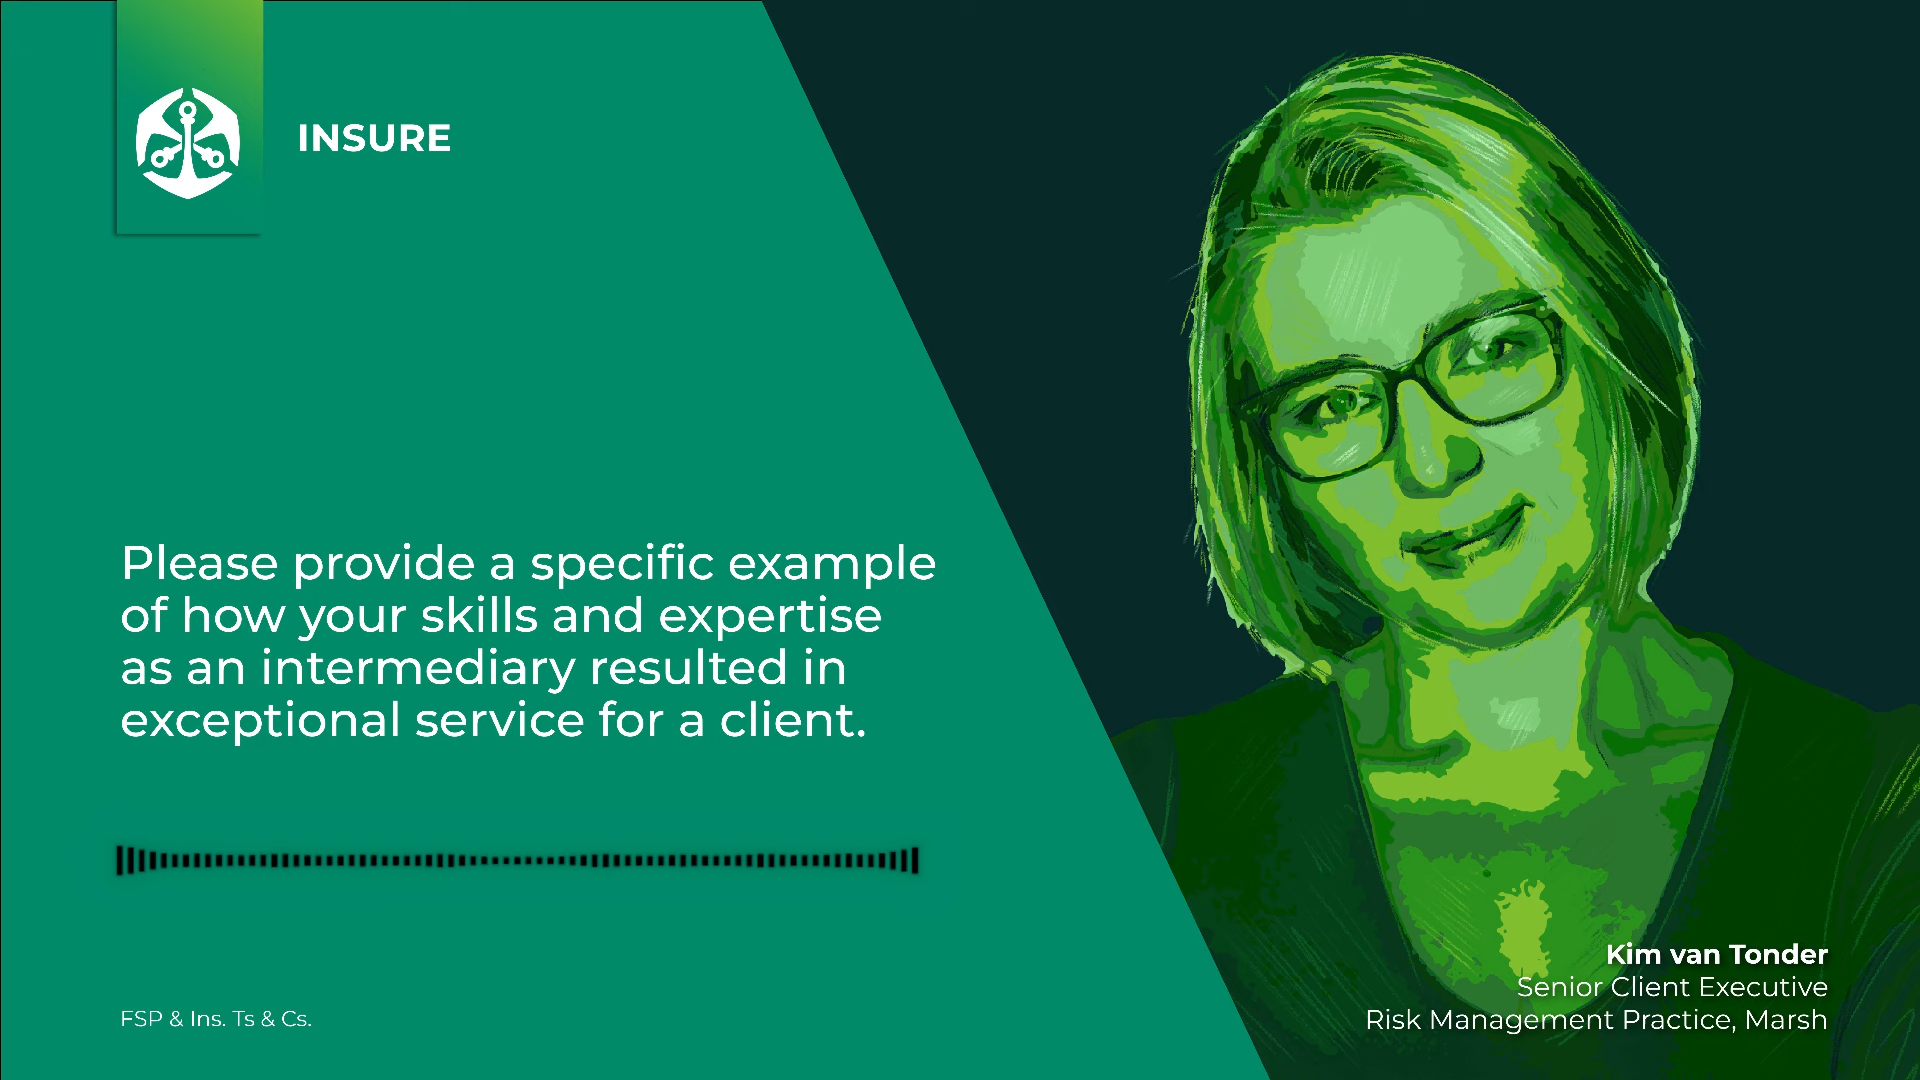 INSURE
Please provide a specific example
of how your skills and expertise
as an intermediary resulted in
exceptional service for a client.
FSP & Ins. Ts & Cs.
Kim van Tonder
Senior Client Executive
Risk Management Practice, Marsh